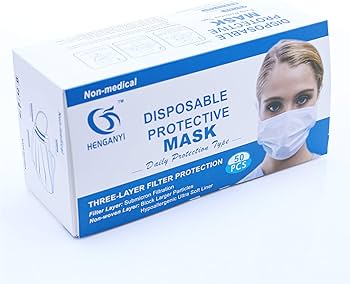 DISPOSABLE
PROTECTIVE
MASK
Non-medical
™
HENGANYI
DISPOSABLE
PROTECTIVE
MASK
Daily Protection Type
50
PCS
THREE-LAYER FILTER PROTECTION
Filter Layer: Submicron Filtration
Non-woven Layer: Block Larger Particles
Hypoallergenic Ultra Soft Liner